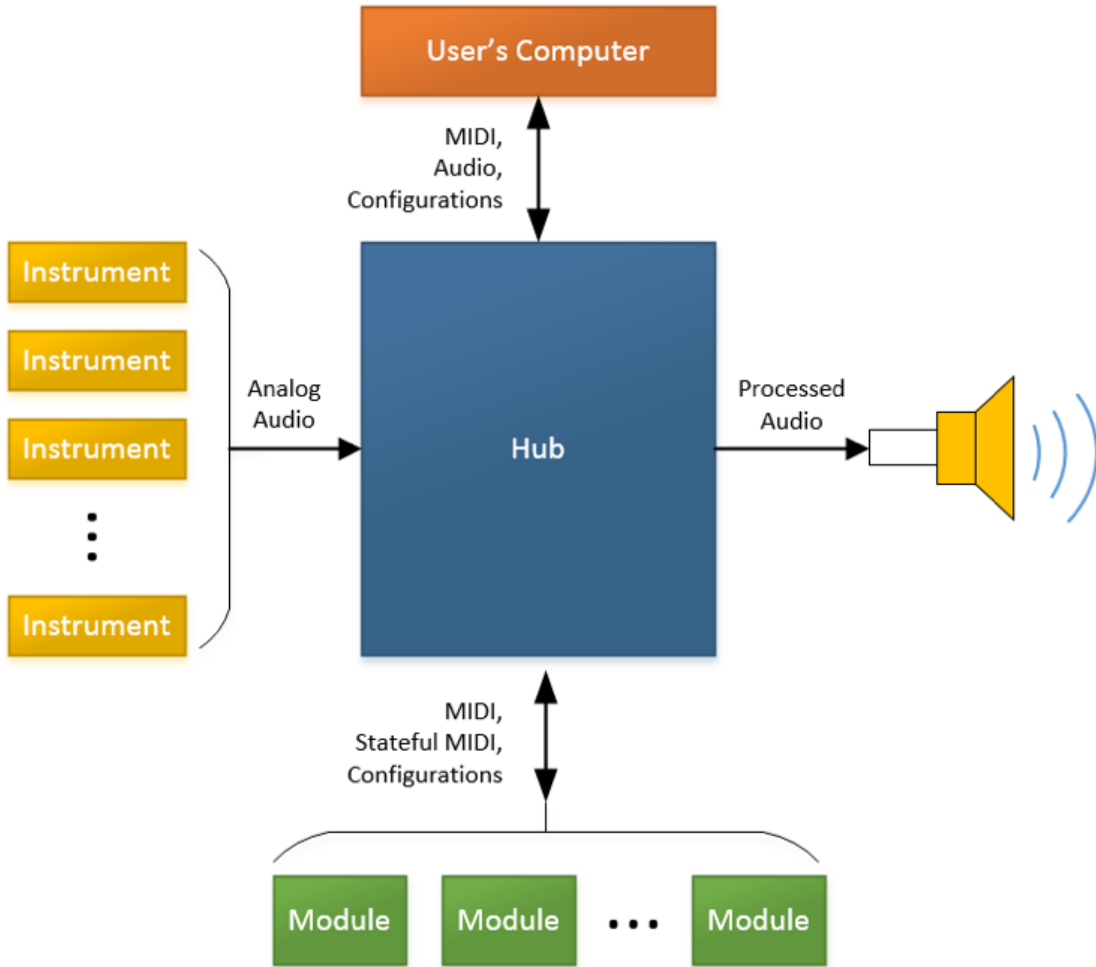 User's Computer
MIDI,
Audio,
Configurations
Instrument
Instrument
Instrument
Instrument
Analog
Audio
Hub
Processed
Audio
MIDI,
Stateful MIDI,
Configurations
Module
Module
Module